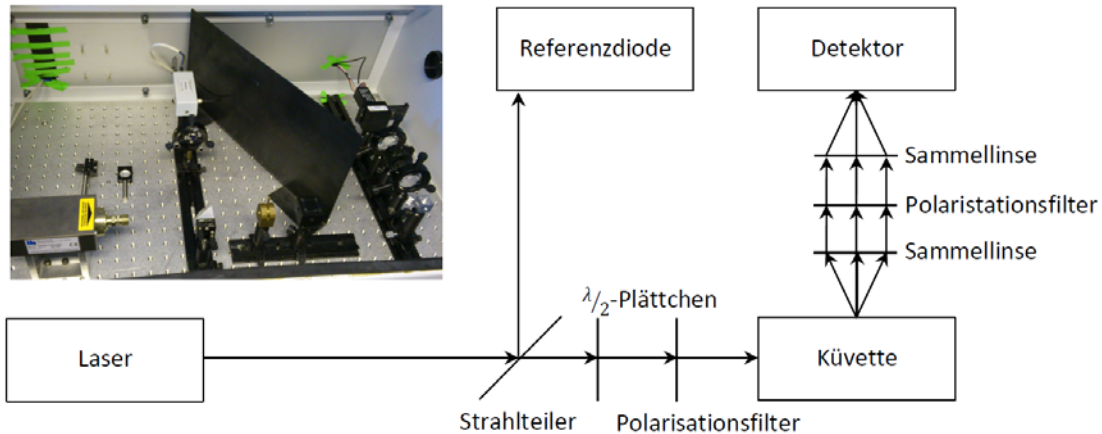 Referenzdiode
Detektor
Sammellinse
Polaristationsfilter
Sammellinse
λ/2-Plättchen
Laser
Küvette
Strahlteiler
Polarisationsfilter